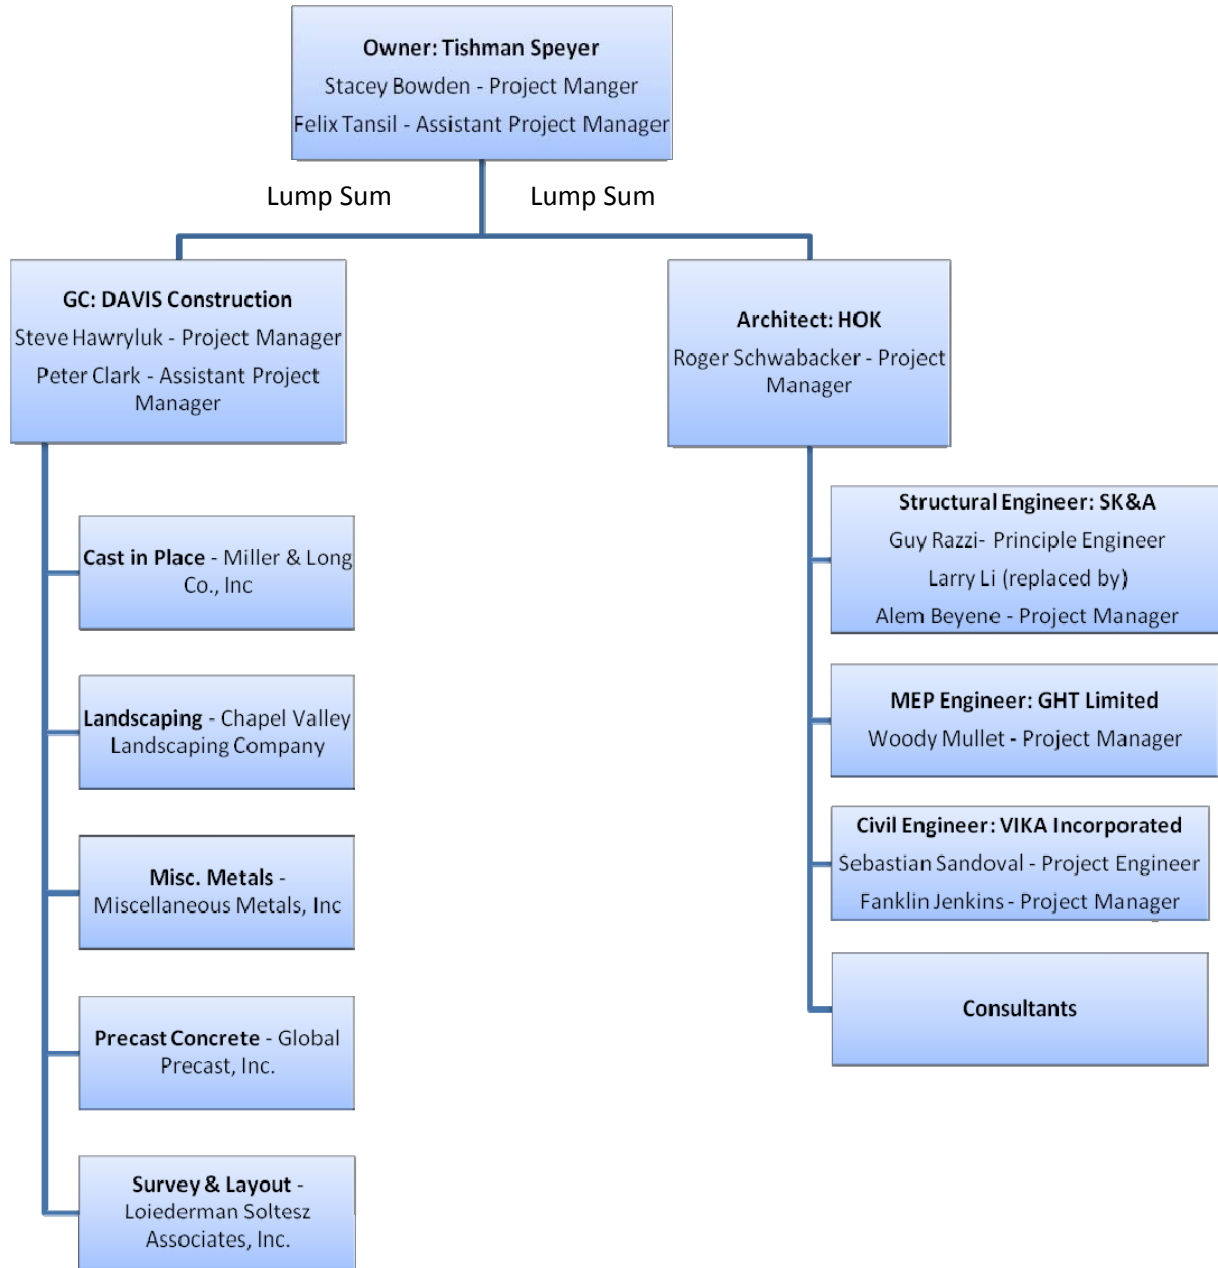 Owner: Tishman Speyer
Stacey Bowden - Project Manger
Felix Tansil - Assistant Project Manager
Lump Sum
Lump Sum
GC: DAVIS Construction
Steve Hawryluk - Project Manager
Peter Clark - Assistant Project
Manager
Architect: HOK
Roger Schwabacker - Project
Manager
Cast in Place - Miller & Long
Co., Inc
Landscaping - Chapel Valley
Landscaping Company
Misc. Metals -
Miscellaneous Metals, Inc
Precast Concrete - Global
Precast, Inc.
Survey & Layout -
Loiederman Soltesz
Associates, Inc.
Structural Engineer: SK&A
Guy Razzi- Principle Engineer
Larry Li (replaced by)
Alem Beyene - Project Manager
MEP Engineer: GHT Limited
Woody Mullet - Project Manager
Civil Engineer: VIKA Incorporated
Sebastian Sandoval - Project Engineer
Fanklin Jenkins - Project Manager
Consultants